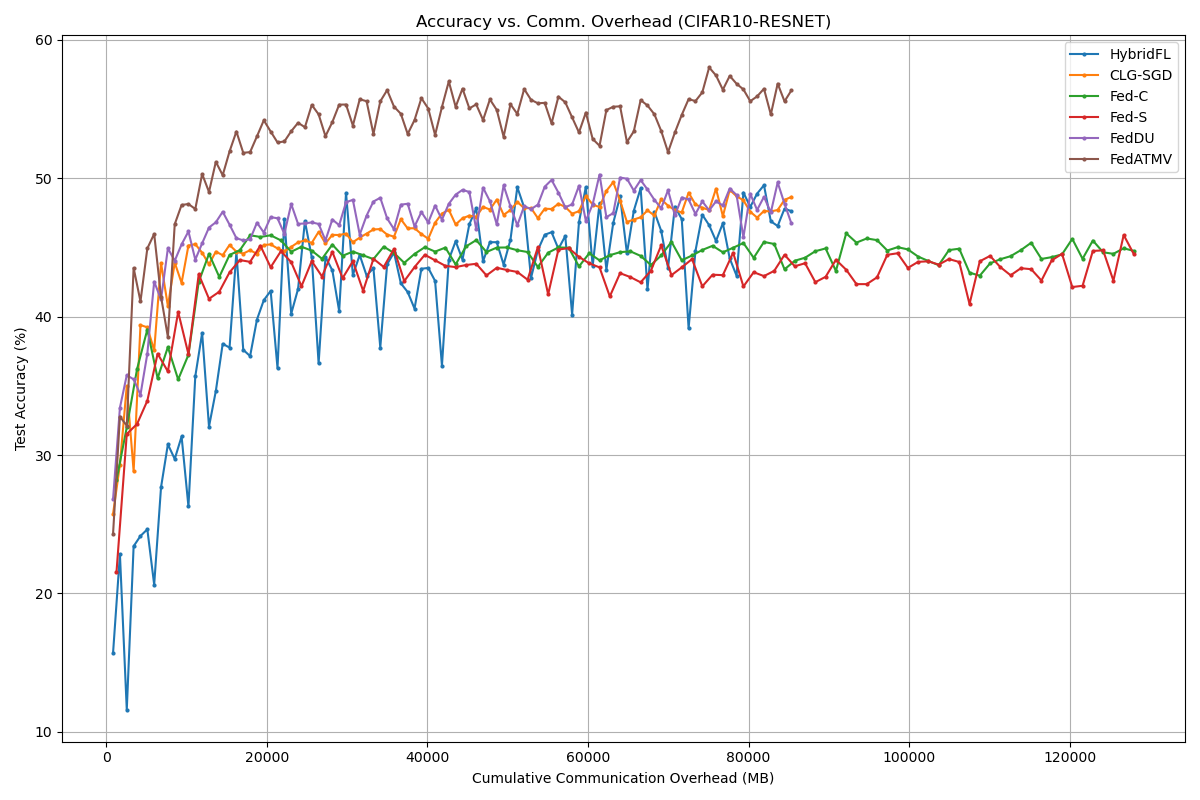 Accuracy vs. Comm. Overhead (CIFAR10-RESNET)
60
50
40
30
20
10
Test Accuracy (%)
HybridFL
CLG-SGD
Fed-C
Fed-S
FedDU
FedATMV
0
20000
40000
60000
80000
100000
120000
Cumulative Communication Overhead (MB)